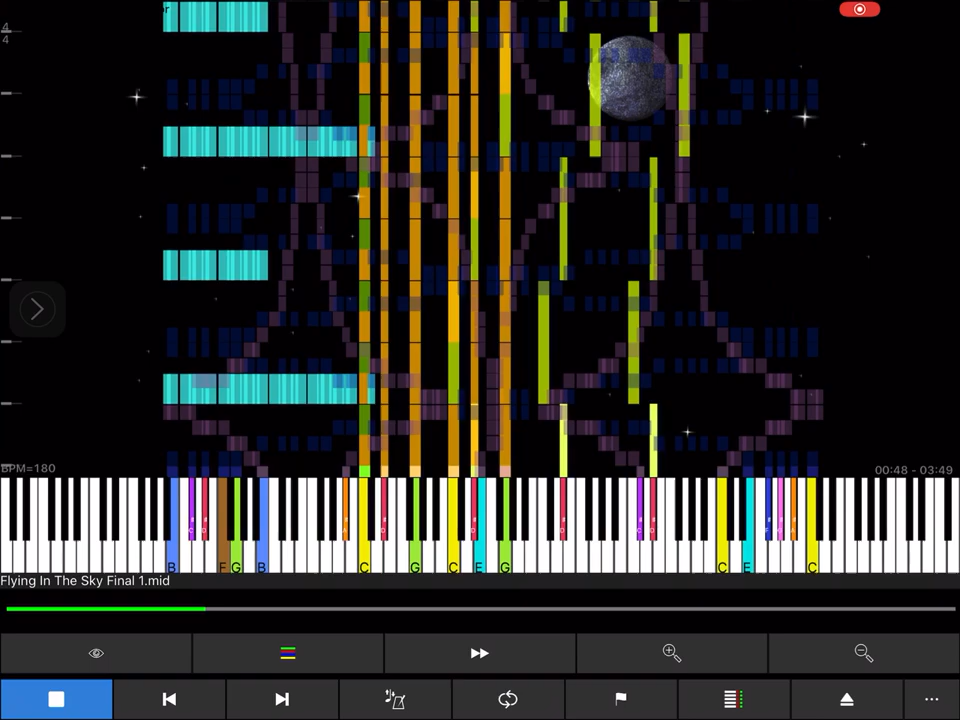 4
4
BPM=180
00:48 - 03:49
B F G B C G C E G C E C
Flying In The Sky Final 1.mid